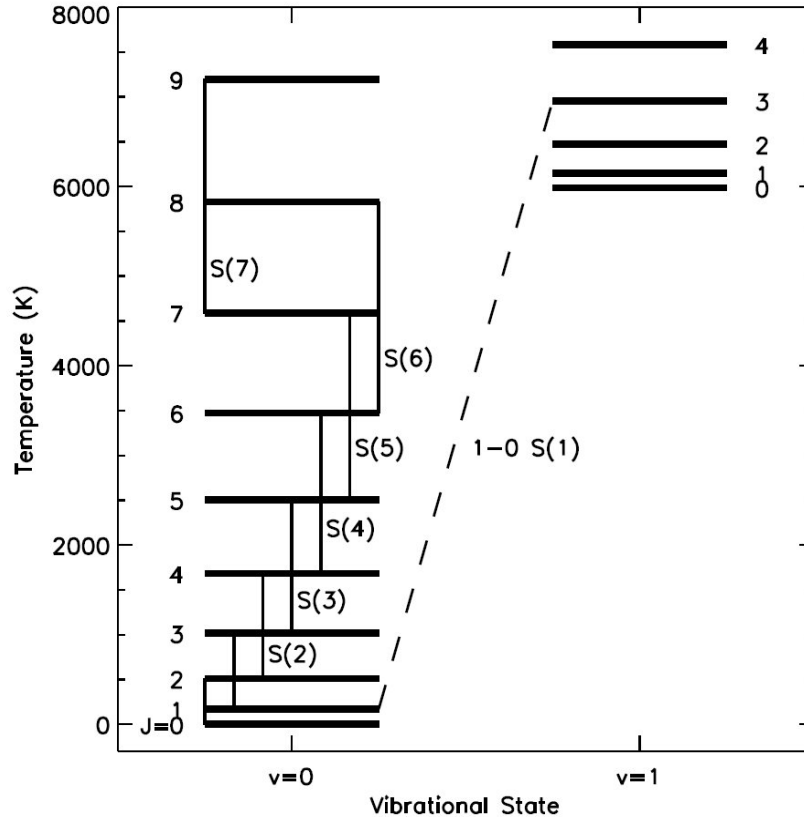 8000
6000
4000
2000
0
Temperature (K)
9
8
7
6
5
4
3
2
1
J=0
S(7)
S(6)
S(5)
S(4)
S(3)
S(2)
1-0 S(1)
4
3
2
1
0
v=0
v=1
Vibrational State